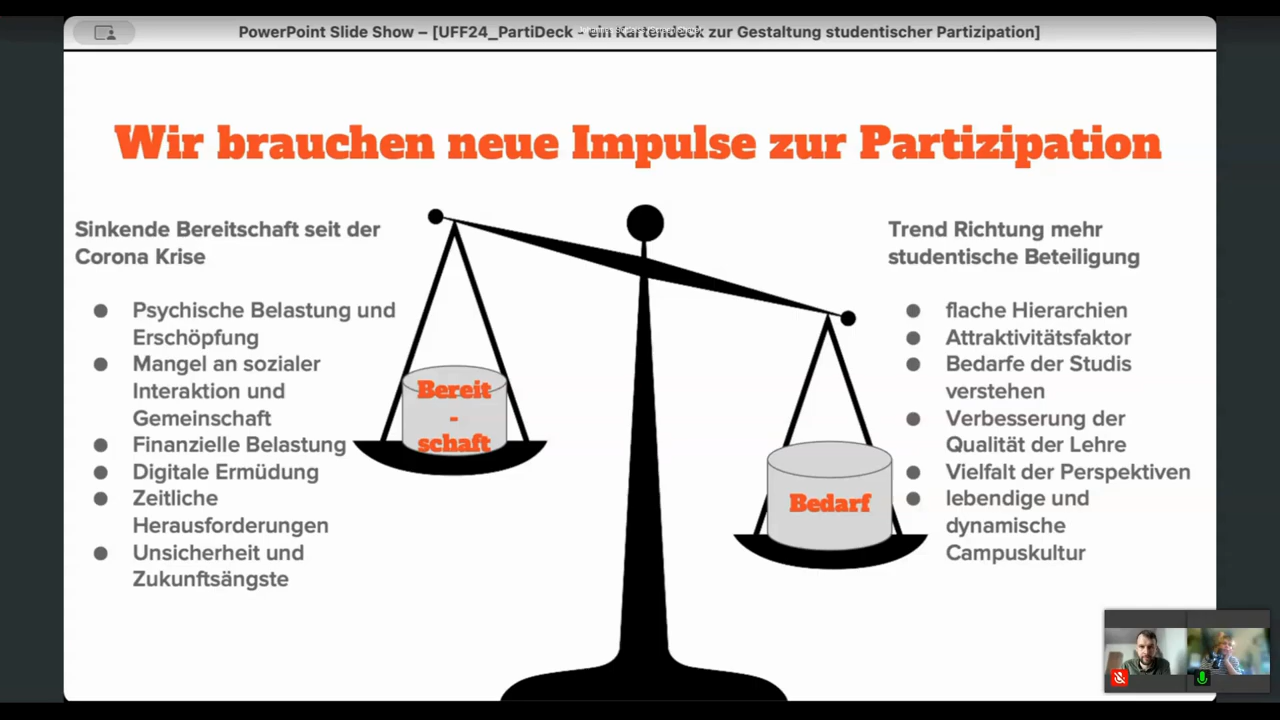 PowerPoint Slide Show – [UFF24_PartiDeck - ein Kartendeck zur Gestaltung studentischer Partizipation]
Wir brauchen neue Impulse zur Partizipation
Sinkende Bereitschaft seit der
Corona Krise
● Psychische Belastung und
Erschöpfung
● Mangel an sozialer
Interaktion und
Gemeinschaft
● Finanzielle Belastung
● Digitale Ermüdung
● Zeitliche
Herausforderungen
● Unsicherheit und
Zukunftsängste
Bereit
-
schaft
Bedarf
Trend Richtung mehr
studentische Beteiligung
● flache Hierarchien
● Attraktivitätsfaktor
● Bedarfe der Studis
verstehen
● Verbesserung der
Qualität der Lehre
● Vielfalt der Perspektiven
● lebendige und
dynamische
Campuskultur